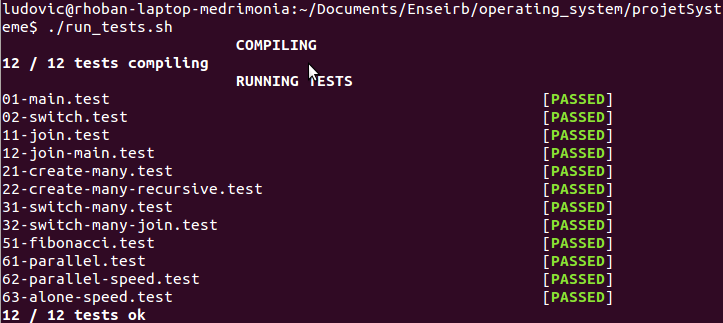 ludovic@rhoban-laptop-medrimonia:~/Documents/Enseirb/operating_system/projetSyst
eme$ ./run_tests.sh
COMPILING
12 / 12 tests compiling
RUNNING TESTS
01-main.test [PASSED]
02-switch.test [PASSED]
11-join.test [PASSED]
12-join-main.test [PASSED]
21-create-many.test [PASSED]
22-create-many-recursive.test [PASSED]
31-switch-many.test [PASSED]
32-switch-many-join.test [PASSED]
51-fibonacci.test [PASSED]
61-parallel.test [PASSED]
62-parallel-speed.test [PASSED]
63-alone-speed.test [PASSED]
12 / 12 tests ok